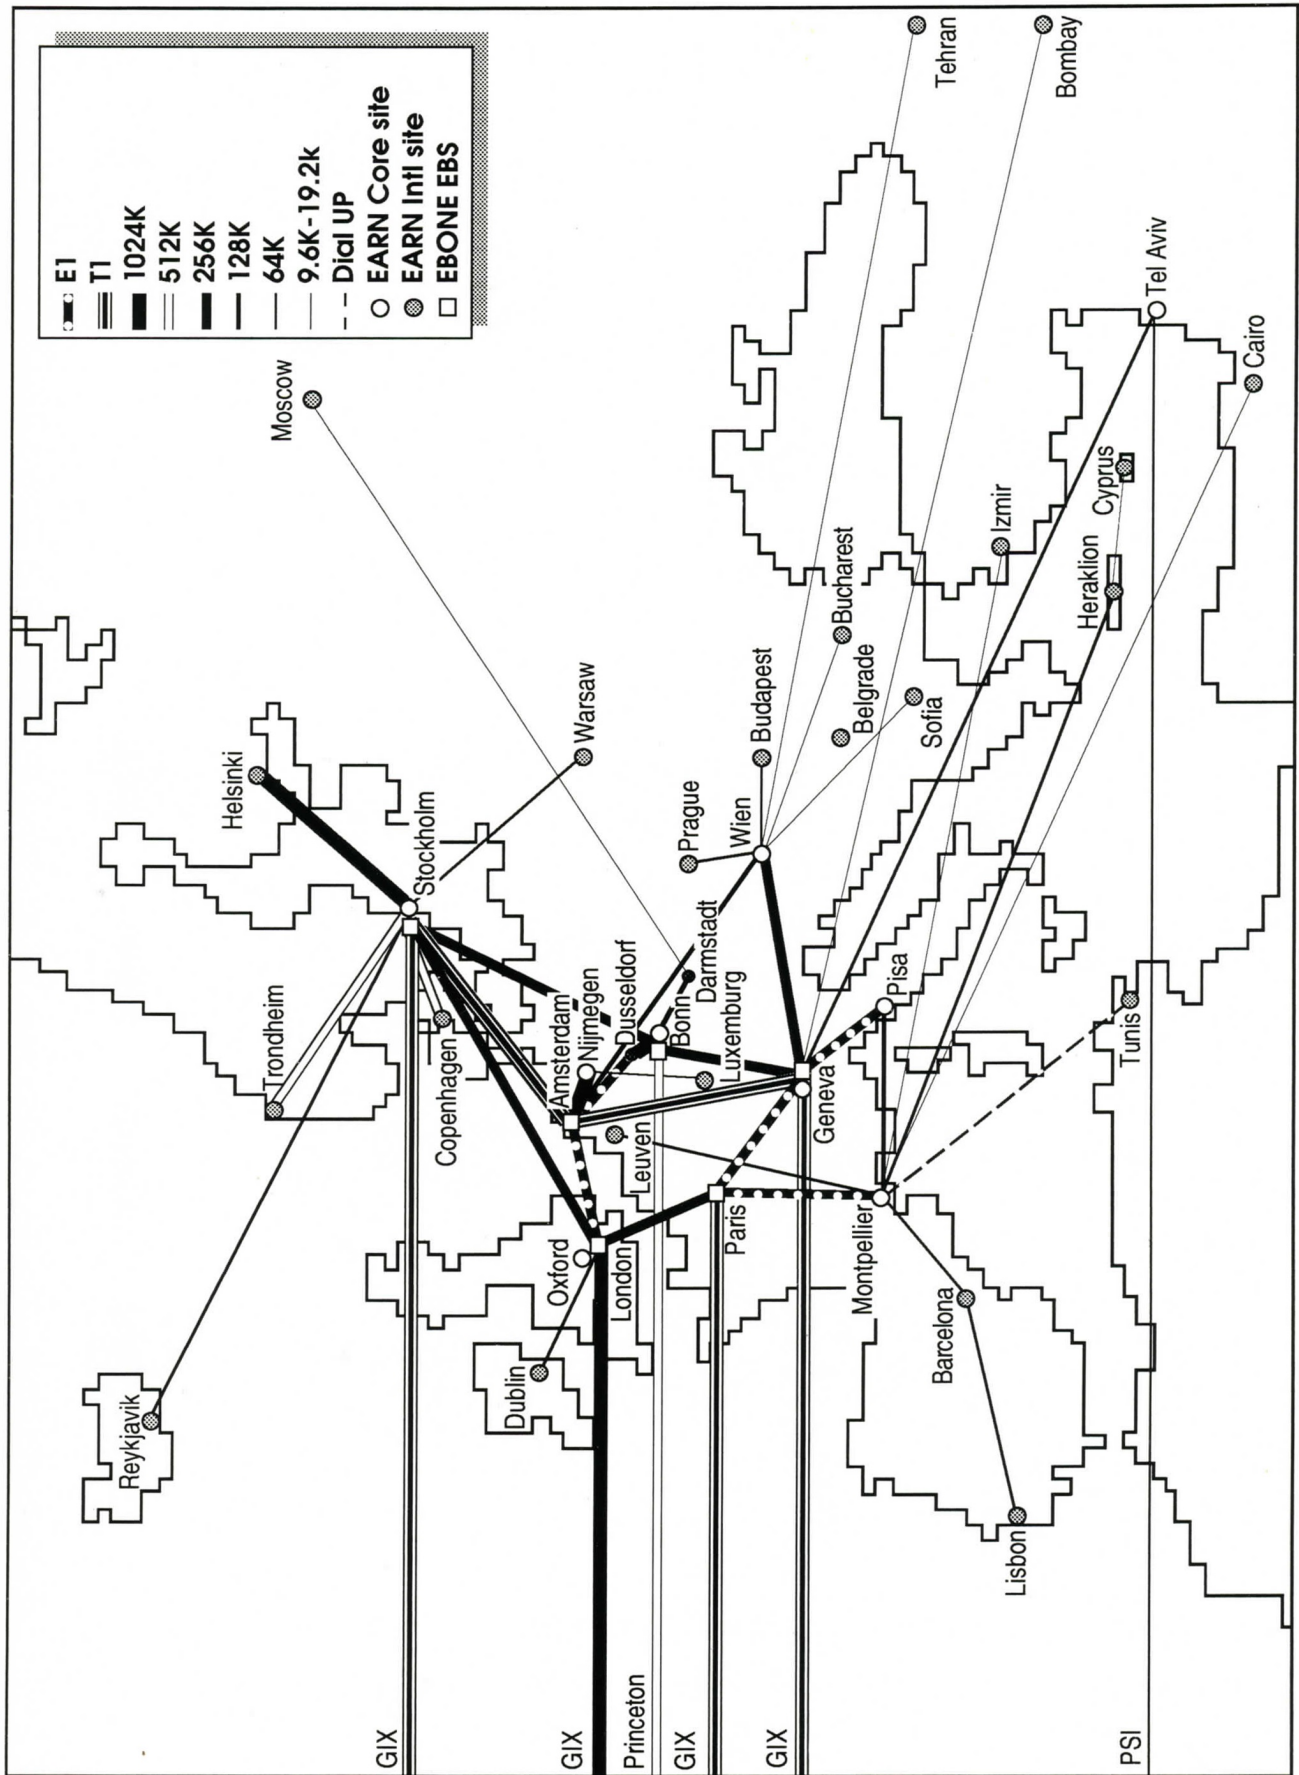 E1
T1
1024K
512K
256K
128K
64K
9.6K-19.2k
Dial UP
EARN Core site
EARN Intl site
EBONE EBS
Reykjavik
Trondheim
Helsinki
Moscow
Stockholm
Copenhagen
GIX
Dublin
Oxford
London
GIX
Amsterdam
Nijmegen
Dusseldorf
Warsaw
Leuven
Bonn
Darmstadt
Luxemburg
Prague
Wien
Budapest
Princeton
GIX
Paris
GIX
Geneva
Montpellier
Pisa
Belgrade
Bucharest
Sofia
Tehran
Bombay
Izmir
Barcelona
Lisbon
Tunis
Heraklion
Cyprus
Tel Aviv
Cairo
PSI